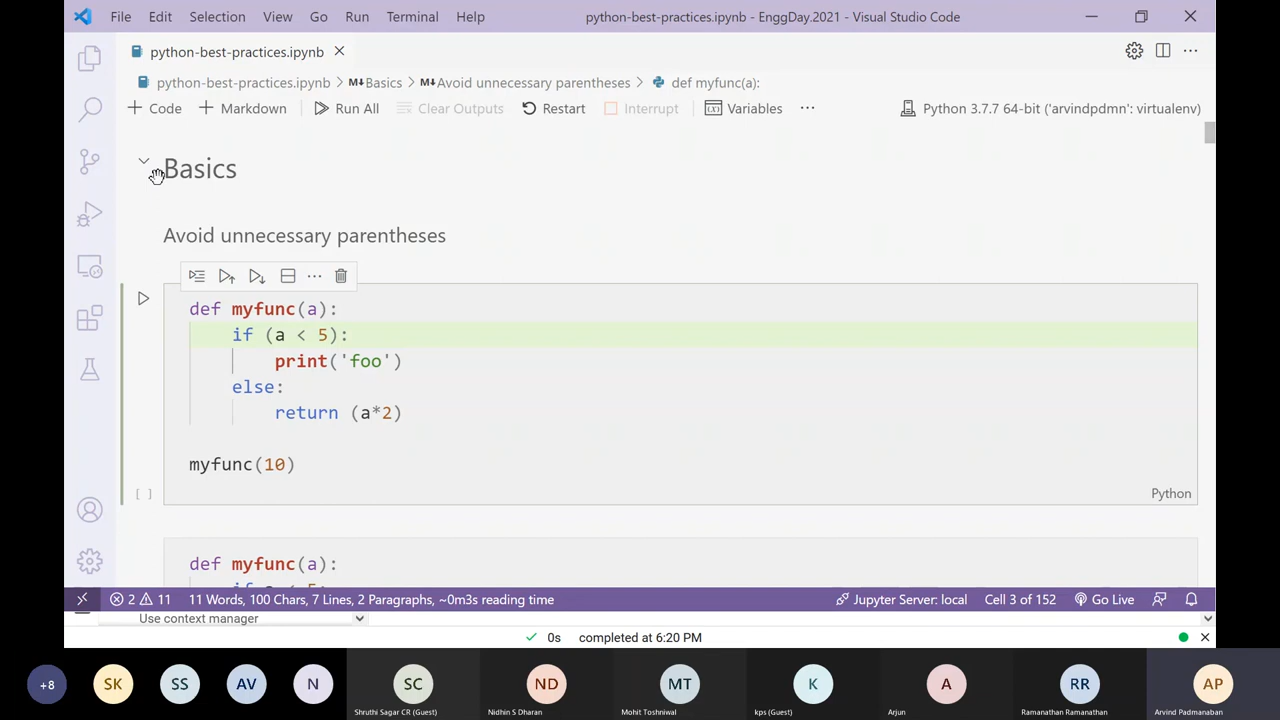 File Edit Selection View Go Run Terminal Help python-best-practices.ipynb - EnggDay.2021 - Visual Studio Code
python-best-practices.ipynb
python-best-practices.ipynb > M↓Basics > M↓Avoid unnecessary parentheses > def myfunc(a):
+ Code + Markdown Run All Clear Outputs Restart Interrupt Variables ... Python 3.7.7 64-bit ('arvindpdmn': virtualenv)
Basics
Avoid unnecessary parentheses
def myfunc(a):
if (a < 5):
print('foo')
else:
return (a*2)
myfunc(10)
[ ] Python
def myfunc(a):
if a < 5:
2 11 11 Words, 100 Chars, 7 Lines, 2 Paragraphs, ~0m3s reading time Jupyter Server: local Cell 3 of 152 Go Live
Use context manager
0s completed at 6:20 PM
+8 SK SS AV N SC ND MT K A RR AP
Shruthi Sagar CR (Guest) Nidhin S Dharan Mohit Toshniwal kps (Guest) Arjun Ramanathan Ramanathan Arvind Padmanaban